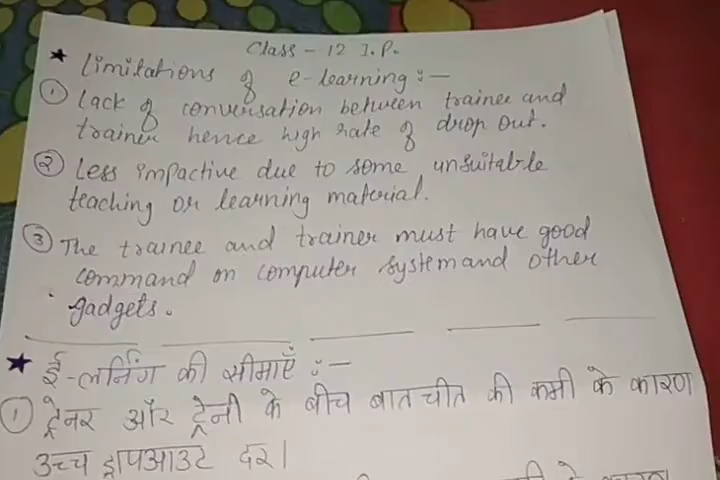 Class - 12 I.P.
★ Limitations of e-learning :-
① Lack of conversation between trainee and
trainer hence high rate of drop out.
② Less impactive due to some unsuitable
teaching or learning material.
③ The trainee and trainer must have good
command on computer system and other
gadgets.
★ ई-लर्निंग की सीमाएँ :-
① ट्रेनर और ट्रेनी के बीच बातचीत की कमी के कारण
उच्च ड्रापआउट दर।